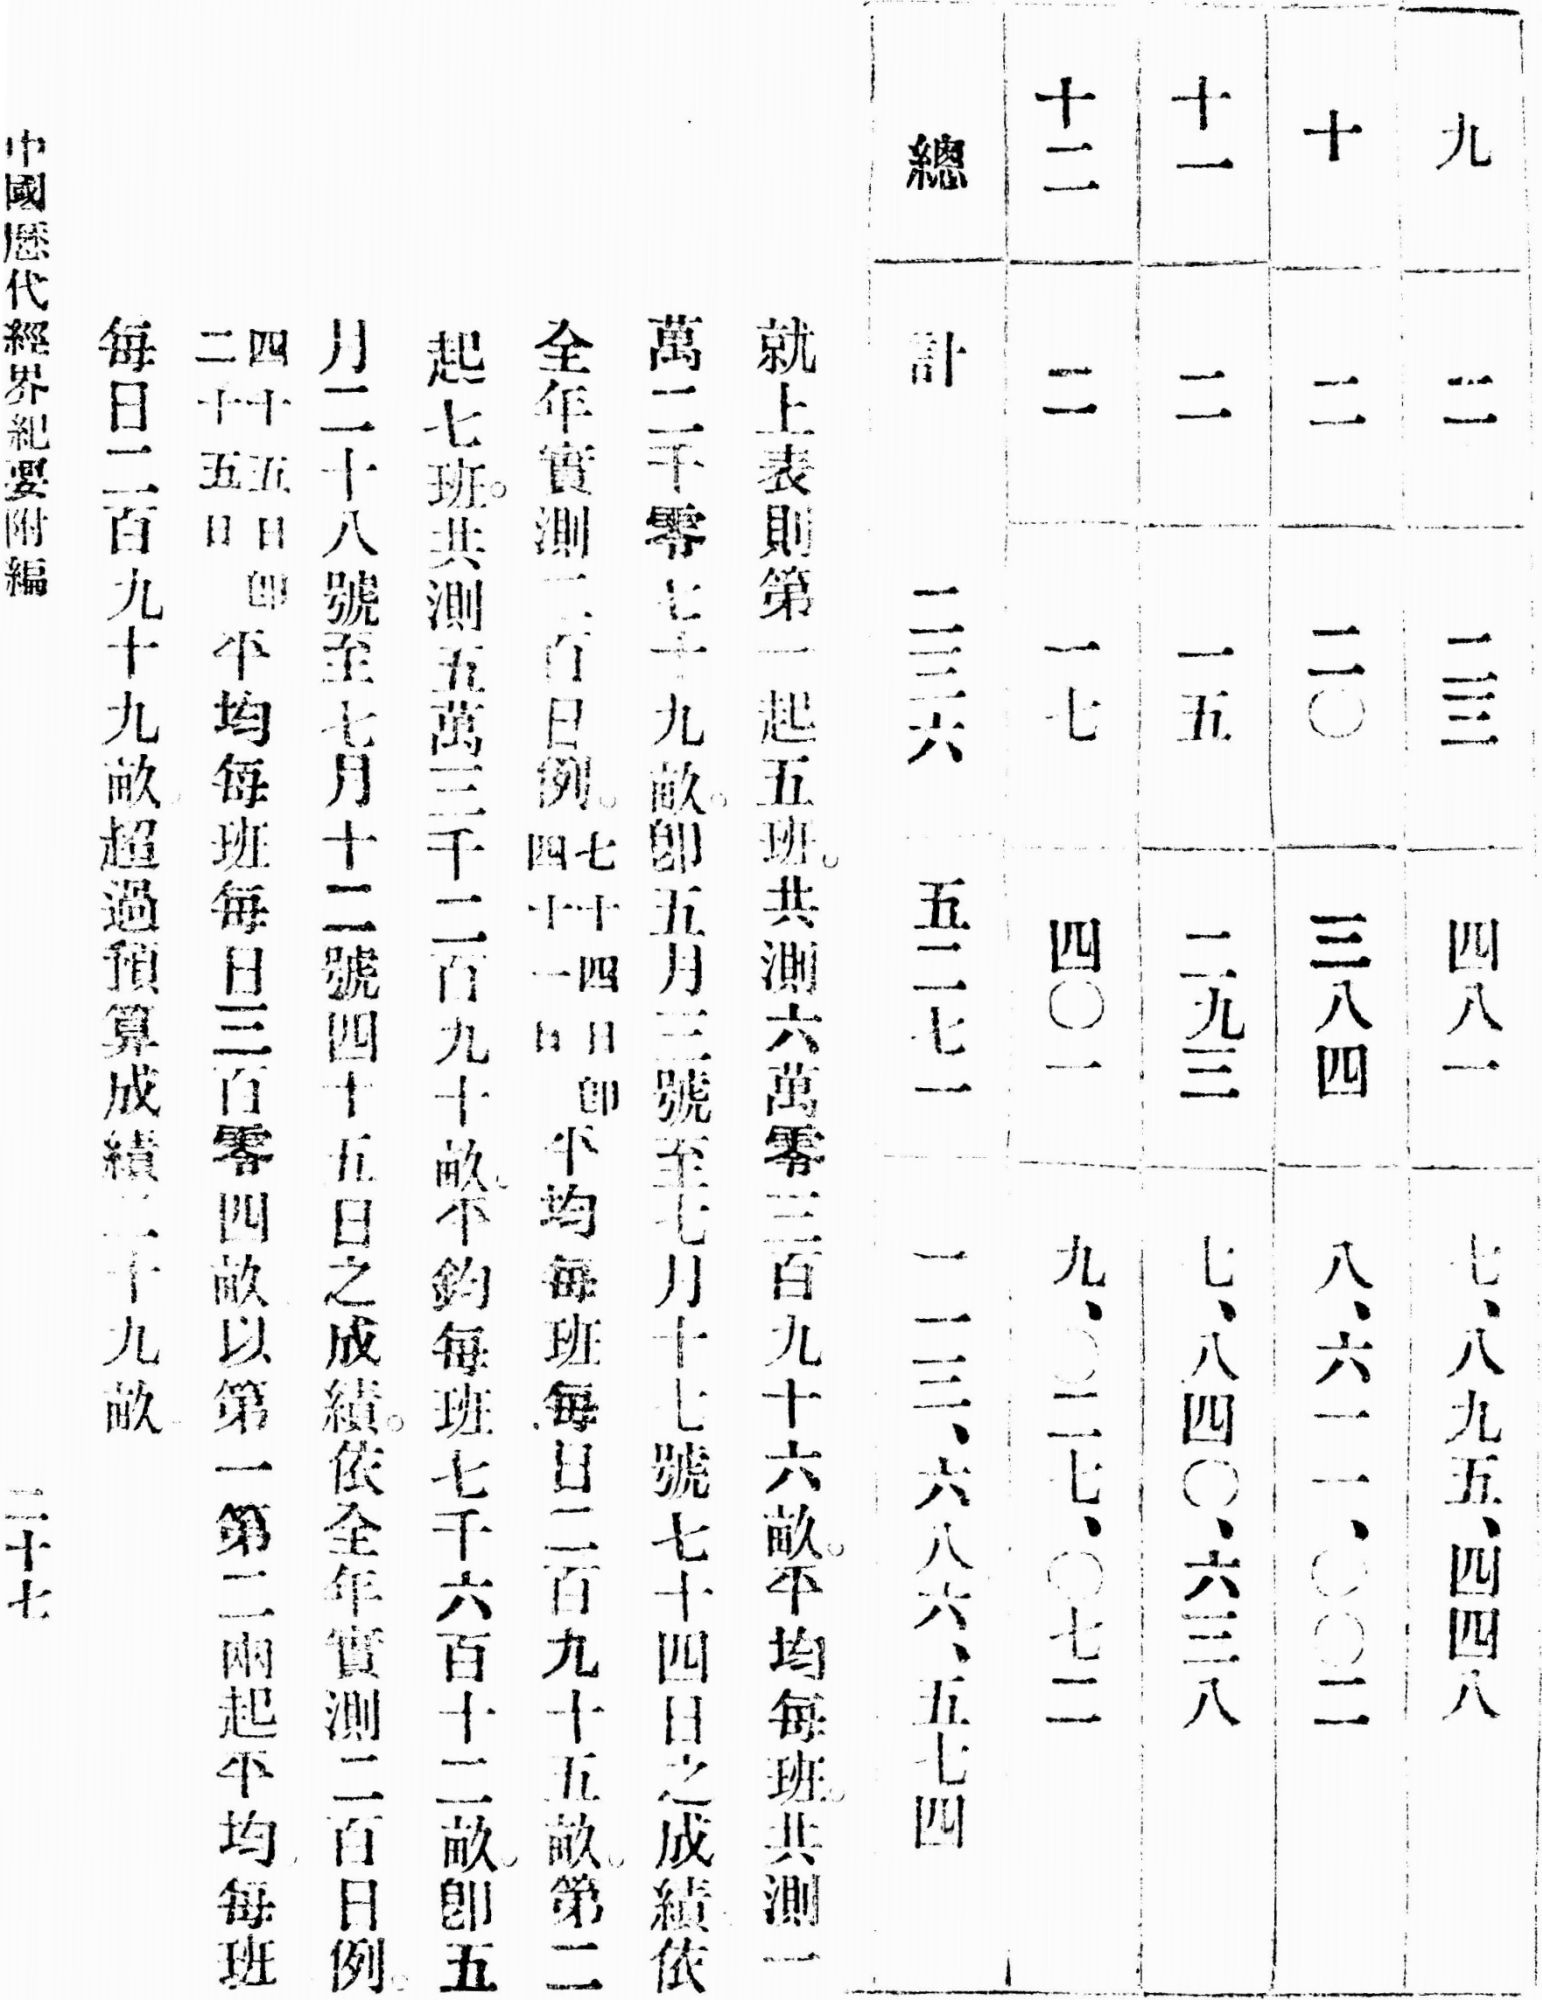 九 二 二三 四八一 七、八九五、四四八
十 二 二〇 三八四 八、六一一、〇〇二
十一 二 一五 二九三 七、八四〇、六三八
十二 二 一七 四〇一 九、〇二七、〇七二
總計 二三六 五二七一 一一三、六八六、五七四
就上表則第一起五班。共測六萬零三百九十六畝。平均每班。共測一
萬二千零七十九畝。卽五月三號至七月十七號七十四日之成績依
全年實測二百日例。七十四日卽四十一日平均每班每日二百九十五畝。第二
起七班。共測五萬三千二百九十畝。平鈞每班七千六百十二畝。卽五
月二十八號至七月十二號四十五日之成績。依全年實測二百日例。
四十五日卽二十五日平均每班每日三百零四畝以第一第二兩起平均每班
每日二百九十九畝。超過預算成績二十九畝
中國歷代經界紀要附編
二十七